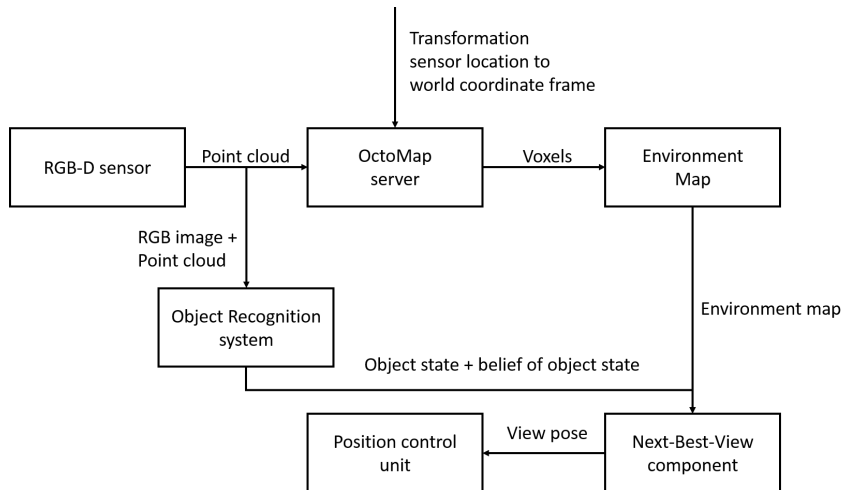 Transformation
sensor location to
world coordinate frame
RGB-D sensor
Point cloud
OctoMap
server
Voxels
Environment
Map
RGB image +
Point cloud
Object Recognition
system
Environment map
Object state + belief of object state
Position control
unit
View pose
Next-Best-View
component